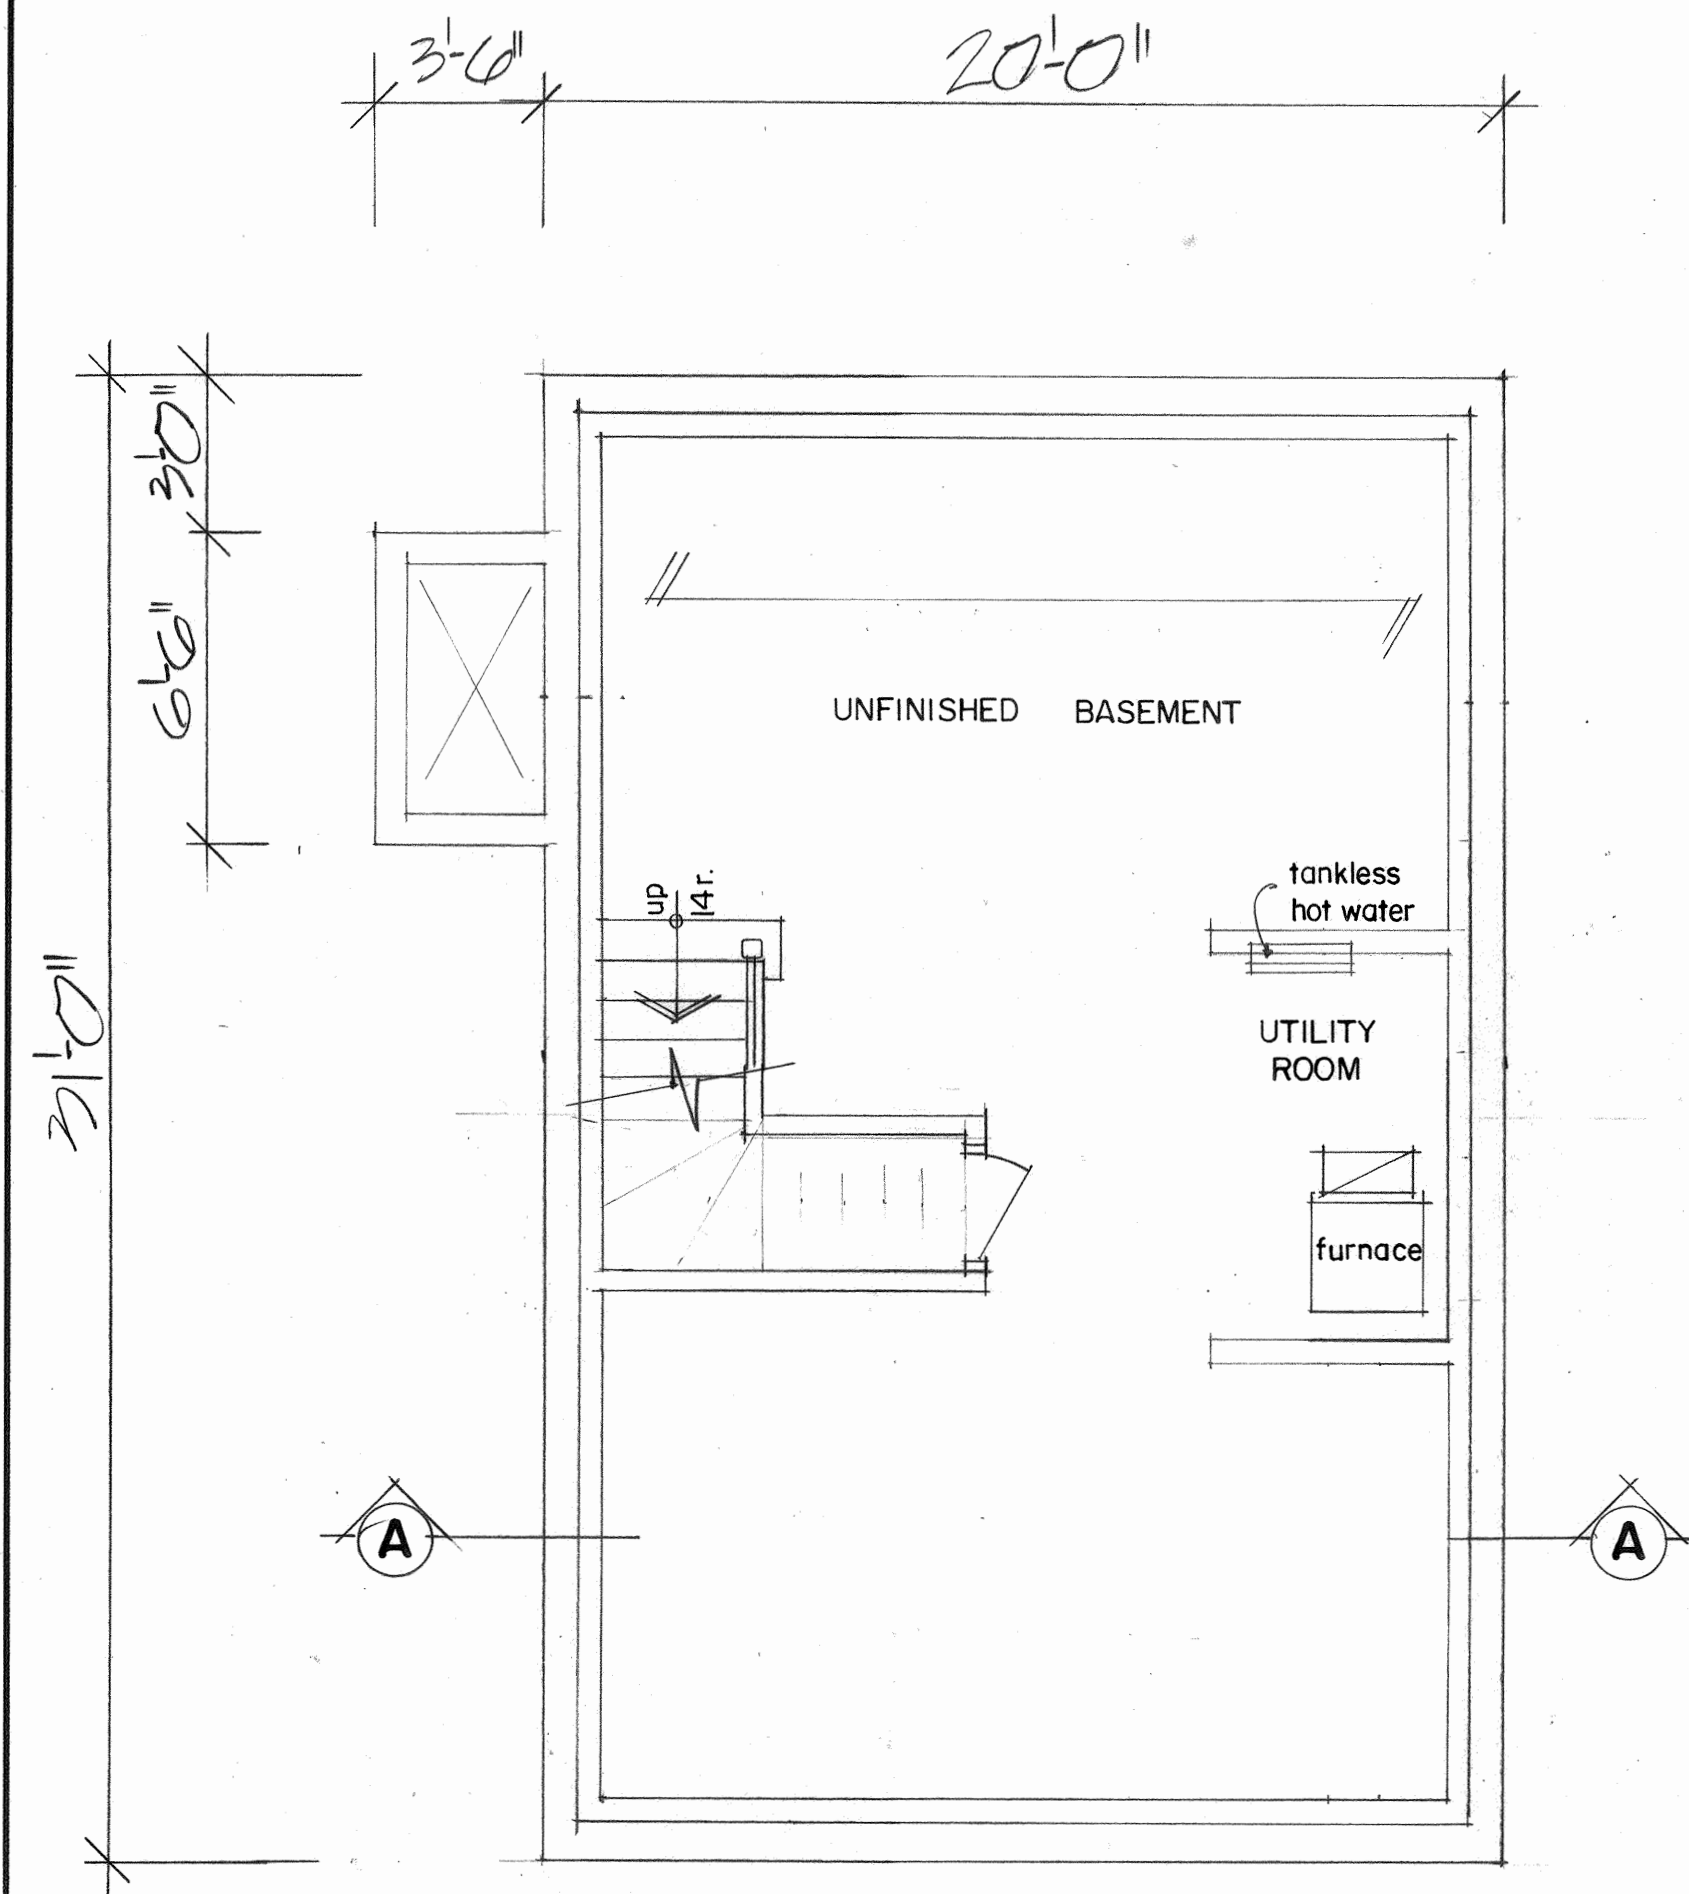 3'-6"
20'-0"
3'-0"
6'-6"
31'-0"
UNFINISHED BASEMENT
up
14 r.
tankless
hot water
UTILITY
ROOM
furnace
A
A